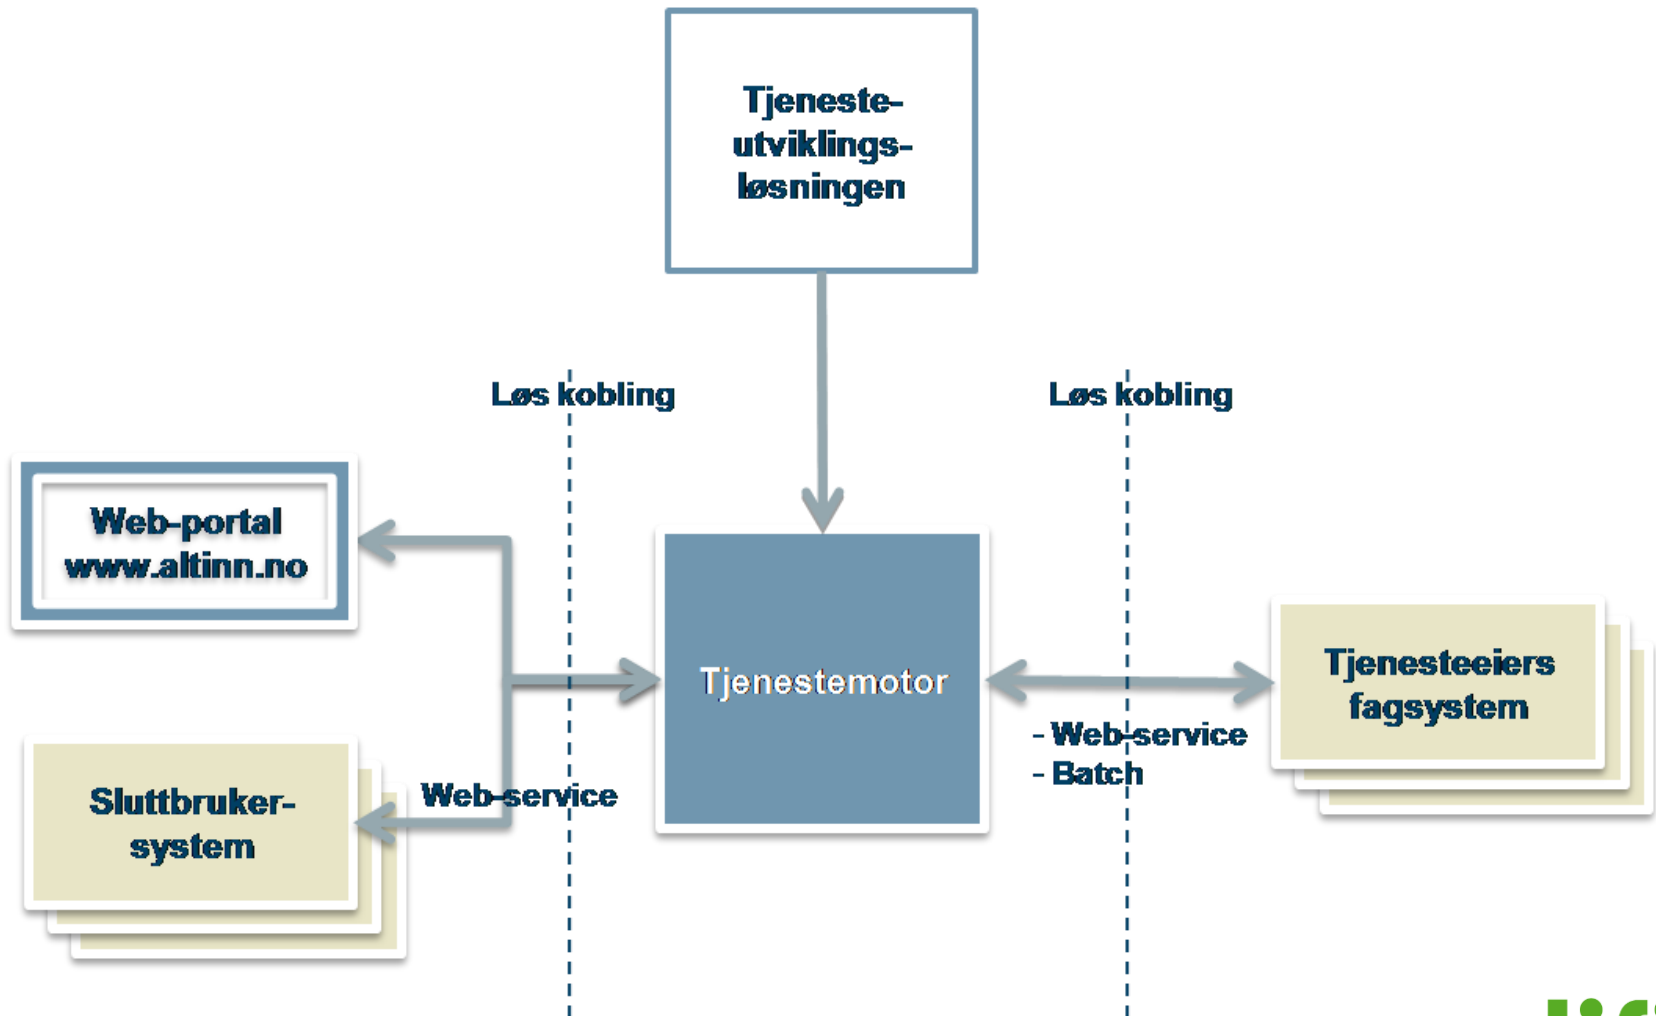 Tjeneste-
utviklings-
løsningen
Løs kobling
Løs kobling
Web-portal
www.altinn.no
Tjenestemotor
Tjenesteeiers
fagsystem
- Web-service
- Batch
Sluttbruker-
system
Web-service